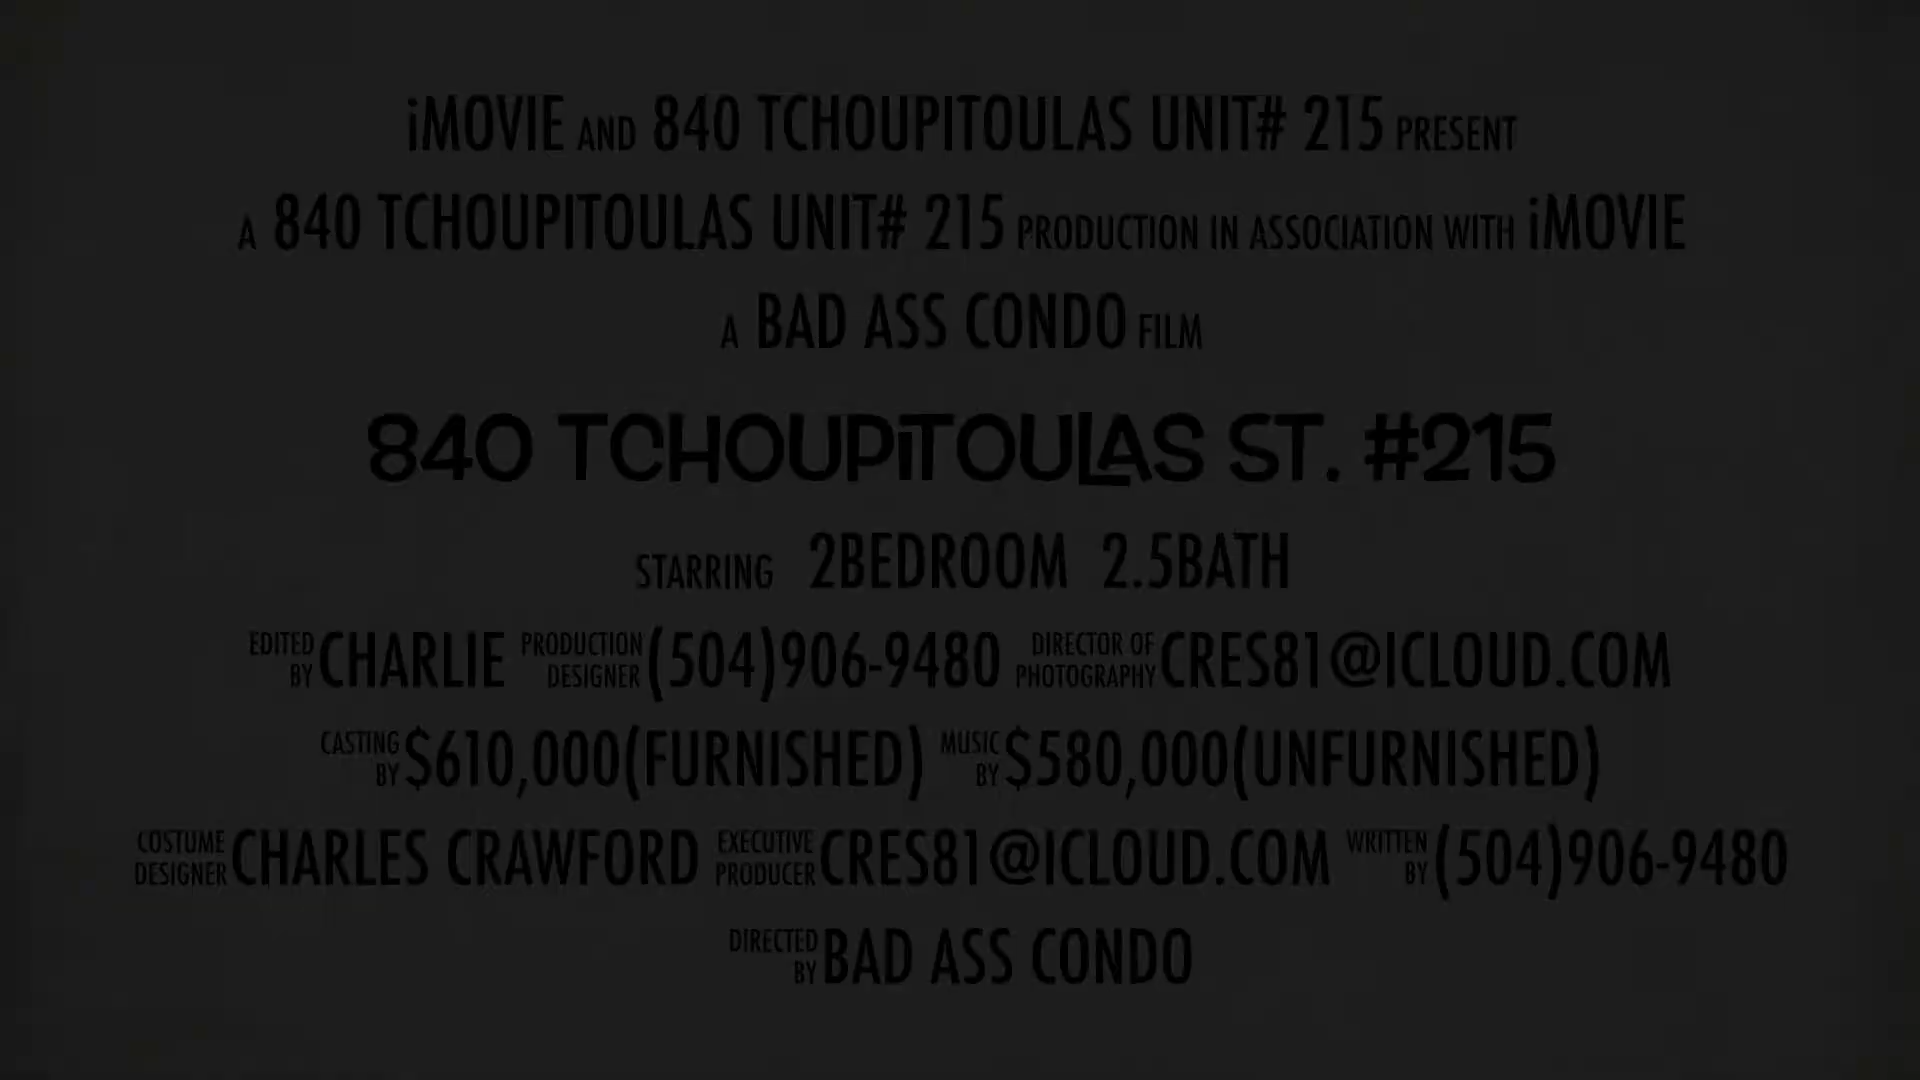 iMOVIE AND 840 TCHOUPITOULAS UNIT# 215 PRESENT
A 840 TCHOUPITOULAS UNIT# 215 PRODUCTION IN ASSOCIATION WITH iMOVIE
A BAD ASS CONDO FILM
840 TCHOUPiTOULAS ST. #215
STARRING 2BEDROOM 2.5BATH
EDITED BY CHARLIE PRODUCTION DESIGNER (504)906-9480 DIRECTOR OF PHOTOGRAPHY CRES81@ICLOUD.COM
CASTING BY $610,000(FURNISHED) MUSIC BY $580,000(UNFURNISHED)
COSTUME DESIGNER CHARLES CRAWFORD EXECUTIVE PRODUCER CRES81@ICLOUD.COM WRITTEN BY (504)906-9480
DIRECTED BY BAD ASS CONDO